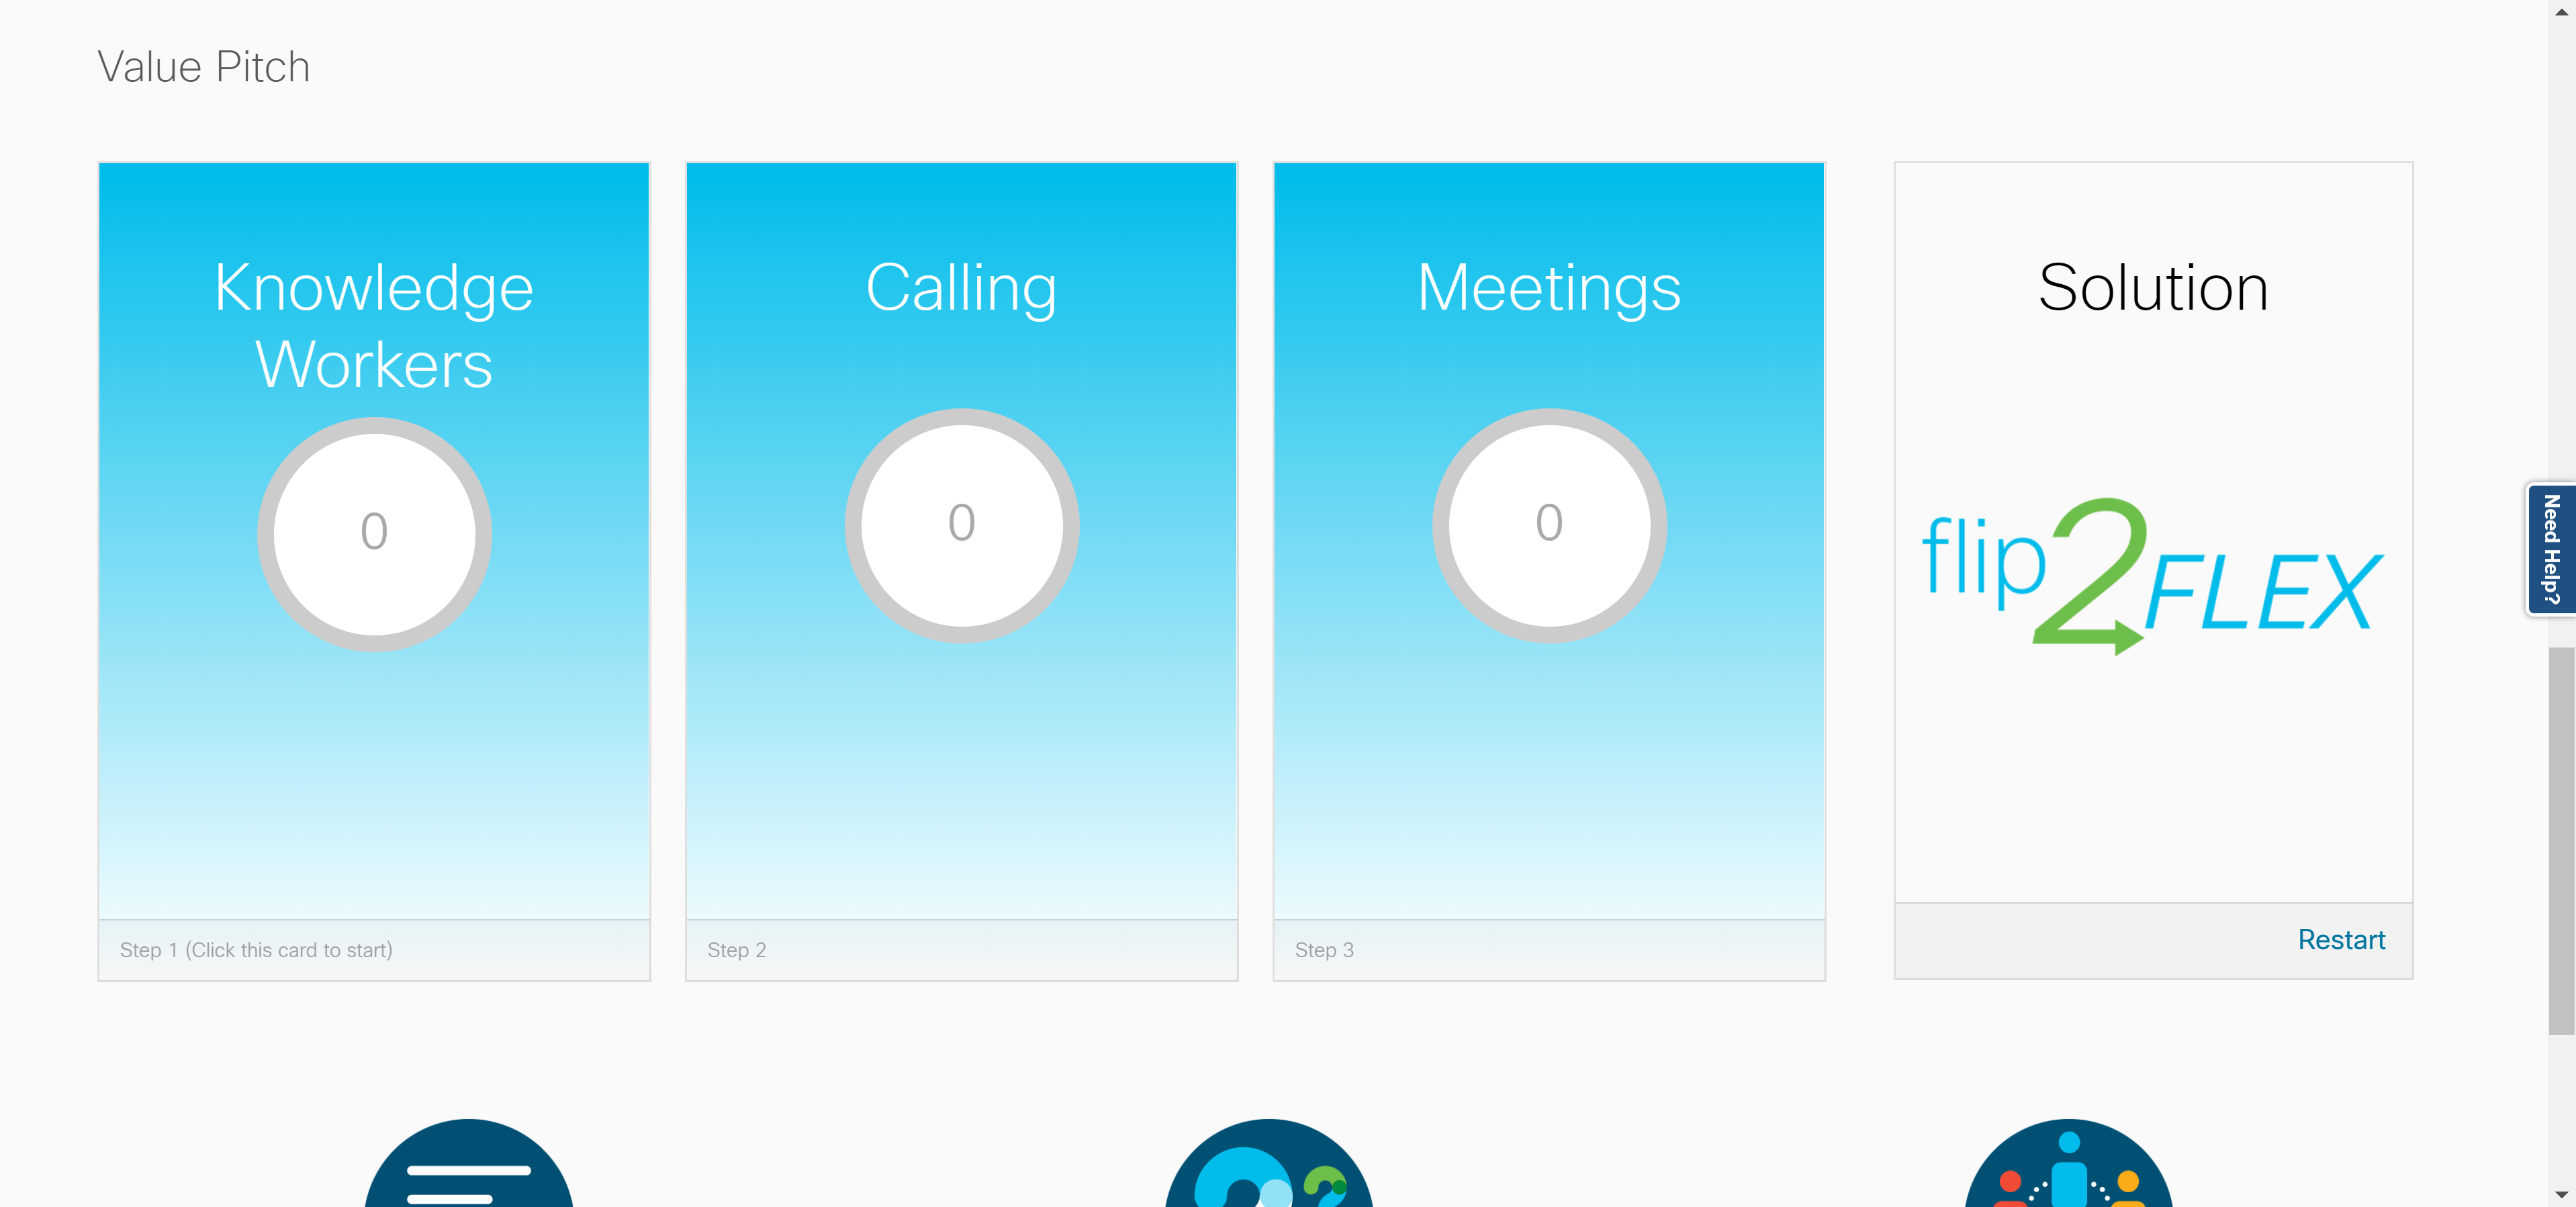 Value Pitch
Knowledge
Workers
0
Step 1 (Click this card to start)
Calling
0
Step 2
Meetings
0
Step 3
Solution
flip2FLEX
Restart
Need Help?